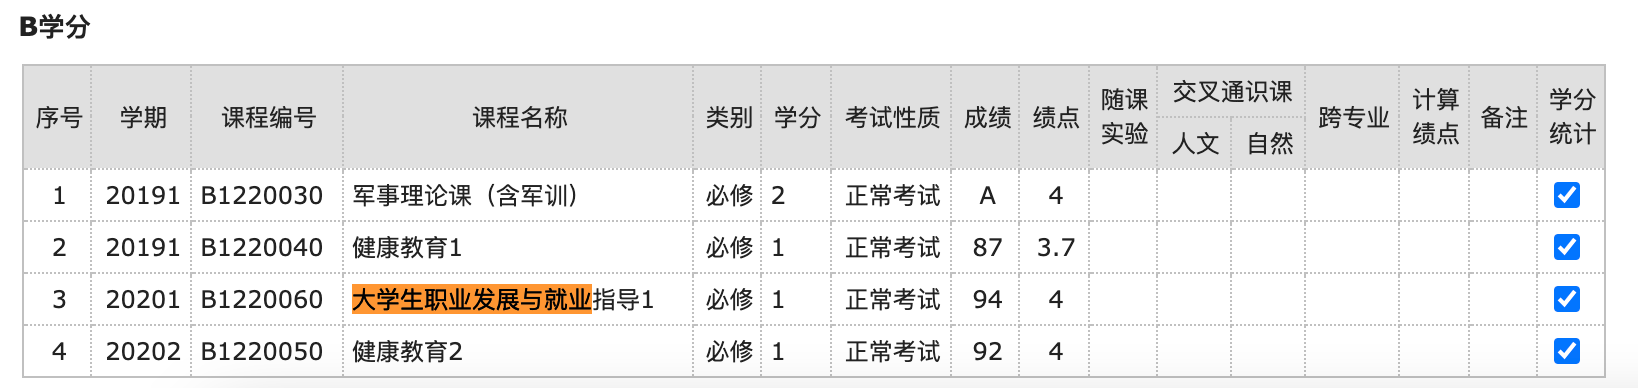 B学分
序号 学期 课程编号 课程名称 类别 学分 考试性质 成绩 绩点 随课实验 交叉通识课 人文 自然 跨专业 计算绩点 备注 学分统计
1 20191 B1220030 军事理论课（含军训） 必修 2 正常考试 A 4
2 20191 B1220040 健康教育1 必修 1 正常考试 87 3.7
3 20201 B1220060 大学生职业发展与就业指导1 必修 1 正常考试 94 4
4 20202 B1220050 健康教育2 必修 1 正常考试 92 4